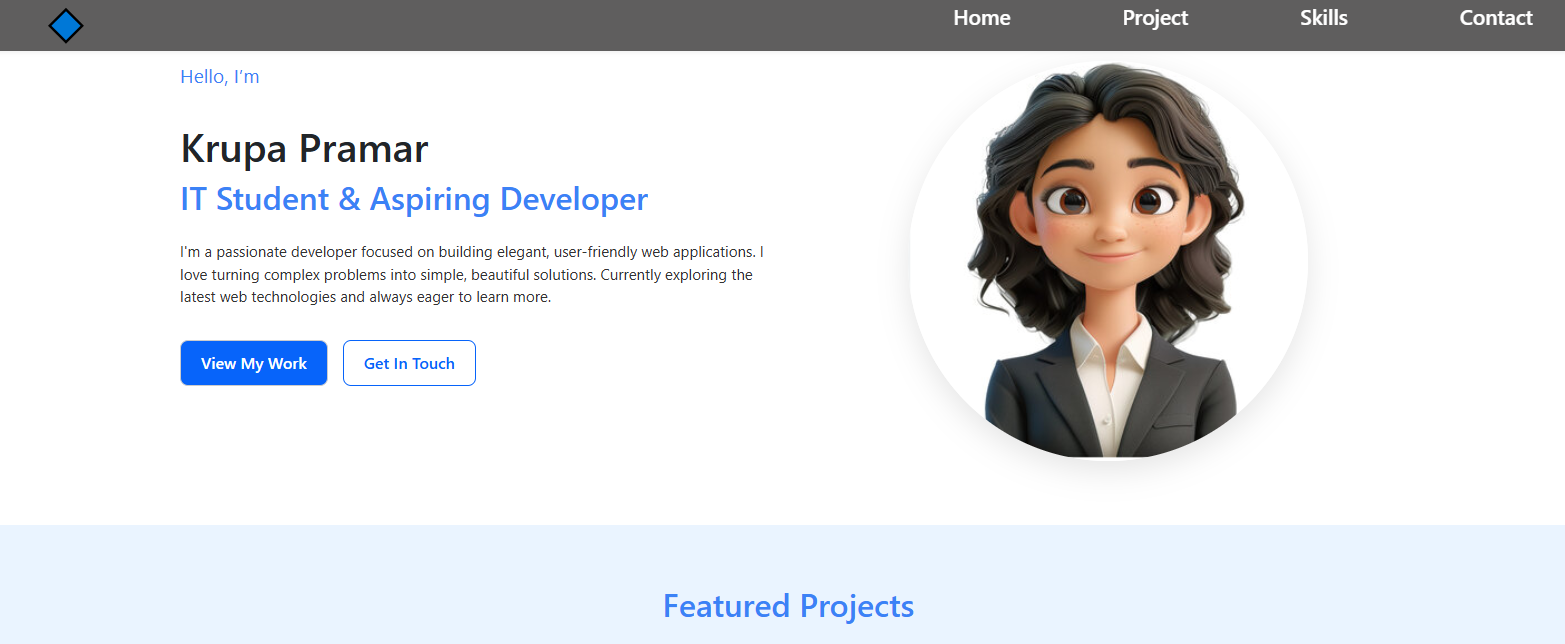 Home Project Skills Contact
Hello, I'm
Krupa Pramar
IT Student & Aspiring Developer
I'm a passionate developer focused on building elegant, user-friendly web applications. I
love turning complex problems into simple, beautiful solutions. Currently exploring the
latest web technologies and always eager to learn more.
View My Work Get In Touch
Featured Projects